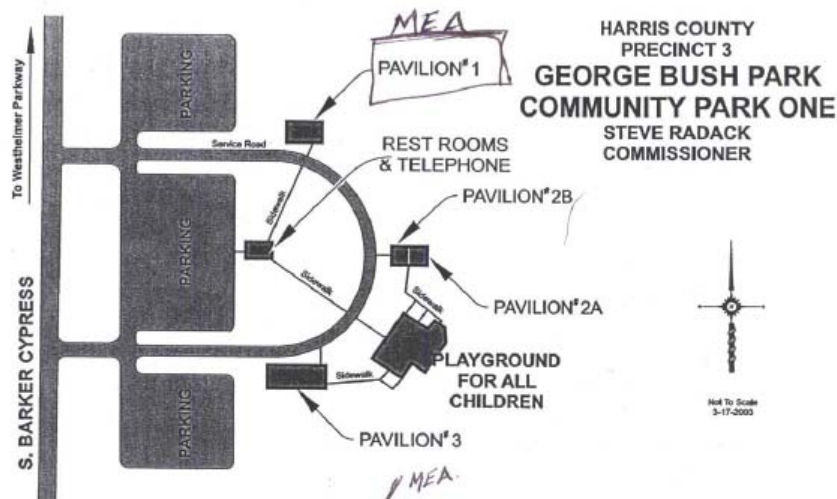 MEA
PAVILION #1
HARRIS COUNTY
PRECINCT 3
GEORGE BUSH PARK
COMMUNITY PARK ONE
STEVE RADACK
COMMISSIONER
To Westheimer Parkway
PARKING
Service Road
REST ROOMS
& TELEPHONE
Sidewalk
PAVILION #2B
PARKING
Sidewalk
Sidewalk
PAVILION #2A
S. BARKER CYPRESS
PLAYGROUND
FOR ALL
CHILDREN
Sidewalk
PARKING
PAVILION #3
Not To Scale
3-17-2003
MEA.